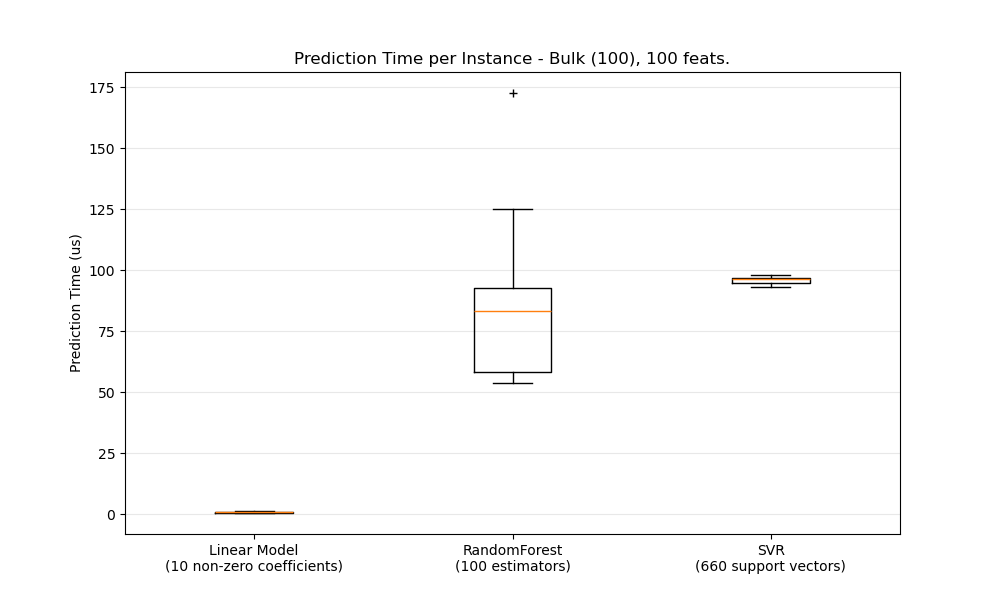 Prediction Time per Instance - Bulk (100), 100 feats.
175
150
125
100
75
50
25
0
Prediction Time (us)
Linear Model
(10 non-zero coefficients)
RandomForest
(100 estimators)
SVR
(660 support vectors)